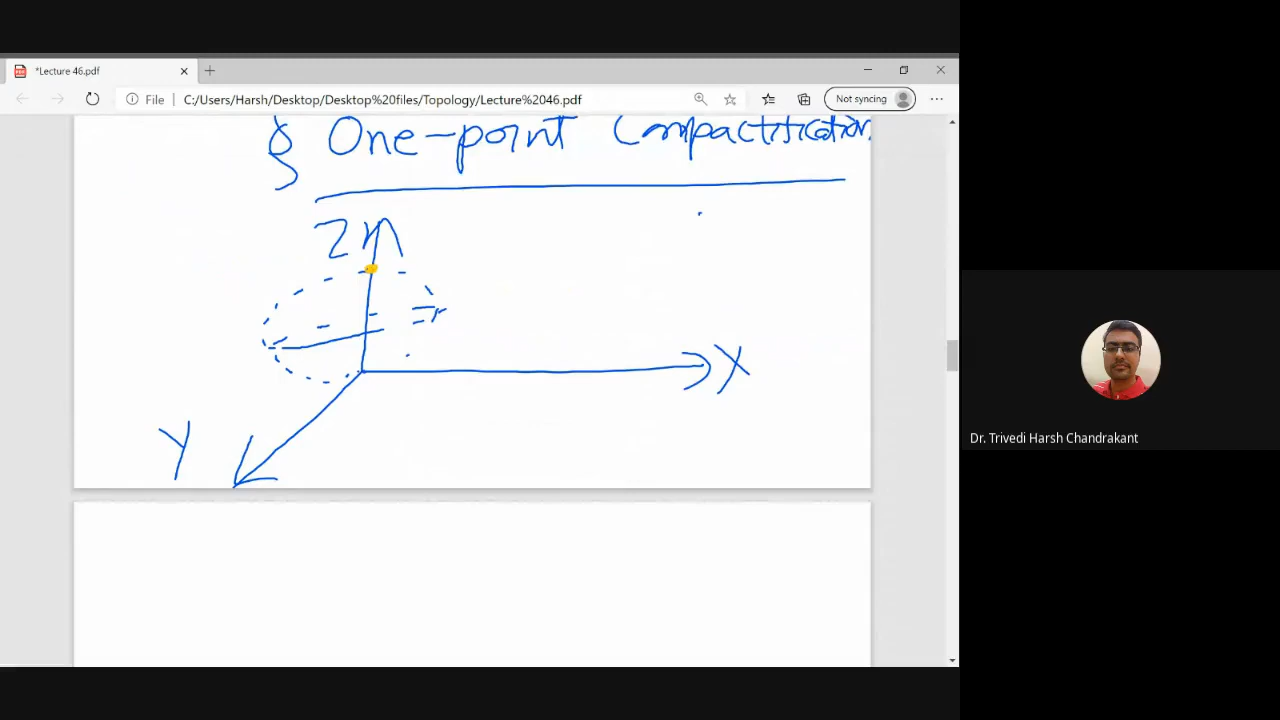 *Lecture 46.pdf
File C:/Users/Harsh/Desktop/Desktop%20files/Topology/Lecture%2046.pdf Not syncing
§ One-point Compactification
Z
X
Y
Dr. Trivedi Harsh Chandrakant